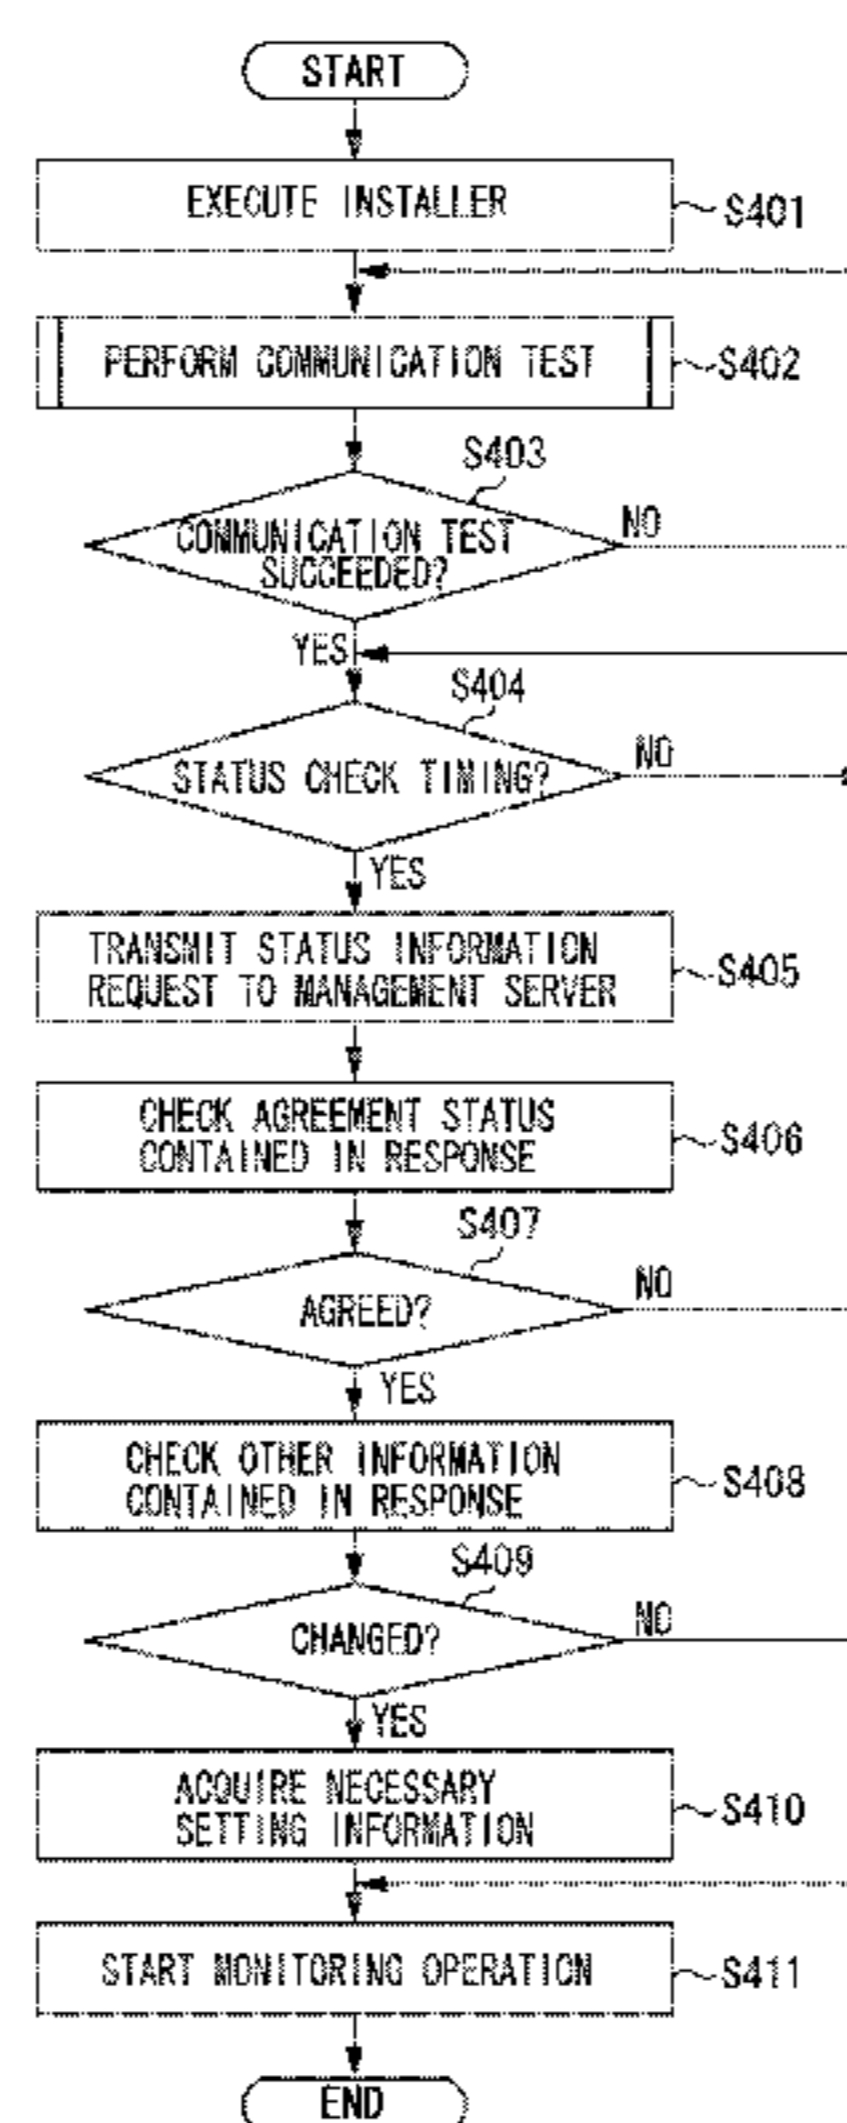 START
EXECUTE INSTALLER
S401
PERFORM COMMUNICATION TEST
S402
S403
COMMUNICATION TEST
SUCCEEDED?
NO
YES
S404
STATUS CHECK TIMING?
NO
YES
TRANSMIT STATUS INFORMATION
REQUEST TO MANAGEMENT SERVER
S405
CHECK AGREEMENT STATUS
CONTAINED IN RESPONSE
S406
S407
AGREED?
NO
YES
CHECK OTHER INFORMATION
CONTAINED IN RESPONSE
S408
S409
CHANGED?
NO
YES
ACQUIRE NECESSARY
SETTING INFORMATION
S410
START MONITORING OPERATION
S411
END